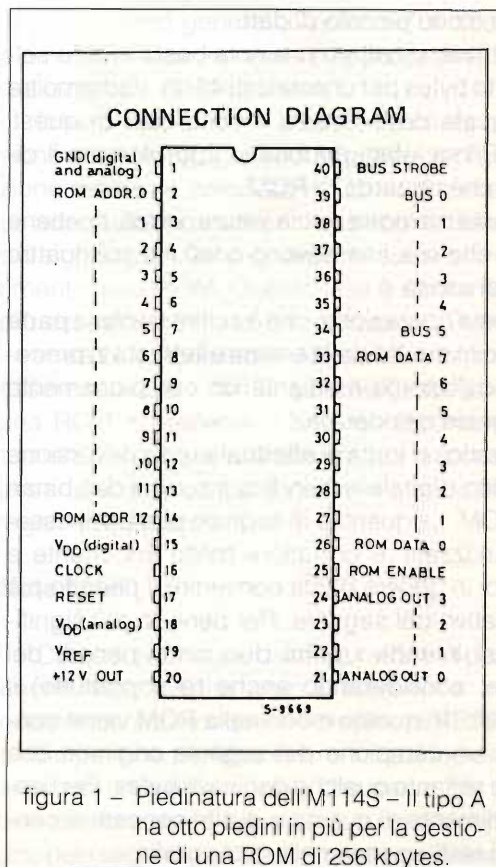 CONNECTION DIAGRAM
GND(digital
and analog) 1 40 BUS STROBE
ROM ADDR. 0 2 39 BUS 0
1 3 38 1
2 4 37 2
3 5 36 3
4 6 35 4
5 7 34 BUS 5
6 8 33 ROM DATA 7
7 9 32 6
8 10 31 5
9 11 30 4
10 12 29 3
11 13 28 2
ROM ADDR. 12 14 27 1
VDD(digital) 15 26 ROM DATA 0
CLOCK 16 25 ROM ENABLE
RESET 17 24 ANALOG OUT 3
VDD(analog) 18 23 2
VREF 19 22 1
+12V OUT 20 21 ANALOG OUT 0
S-9669
figura 1 – Piedinatura dell'M114S – Il tipo A
ha otto piedini in più per la gestio-
ne di una ROM di 256 kbytes.